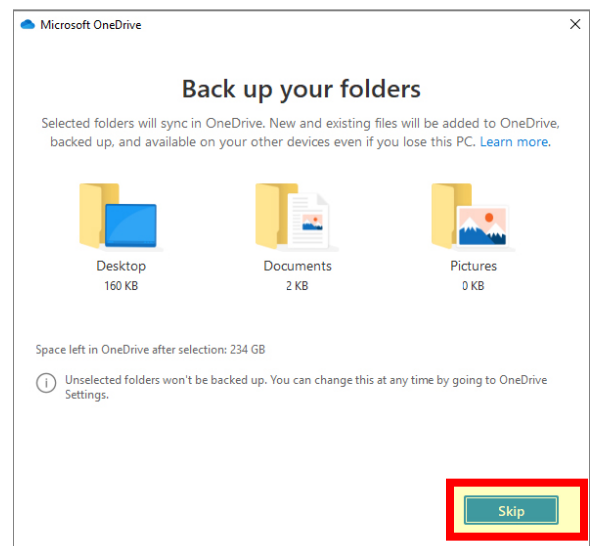 Microsoft OneDrive
Back up your folders
Selected folders will sync in OneDrive. New and existing files will be added to OneDrive,
backed up, and available on your other devices even if you lose this PC. Learn more.
Desktop
160 KB
Documents
2 KB
Pictures
0 KB
Space left in OneDrive after selection: 234 GB
Unselected folders won't be backed up. You can change this at any time by going to OneDrive
Settings.
Skip